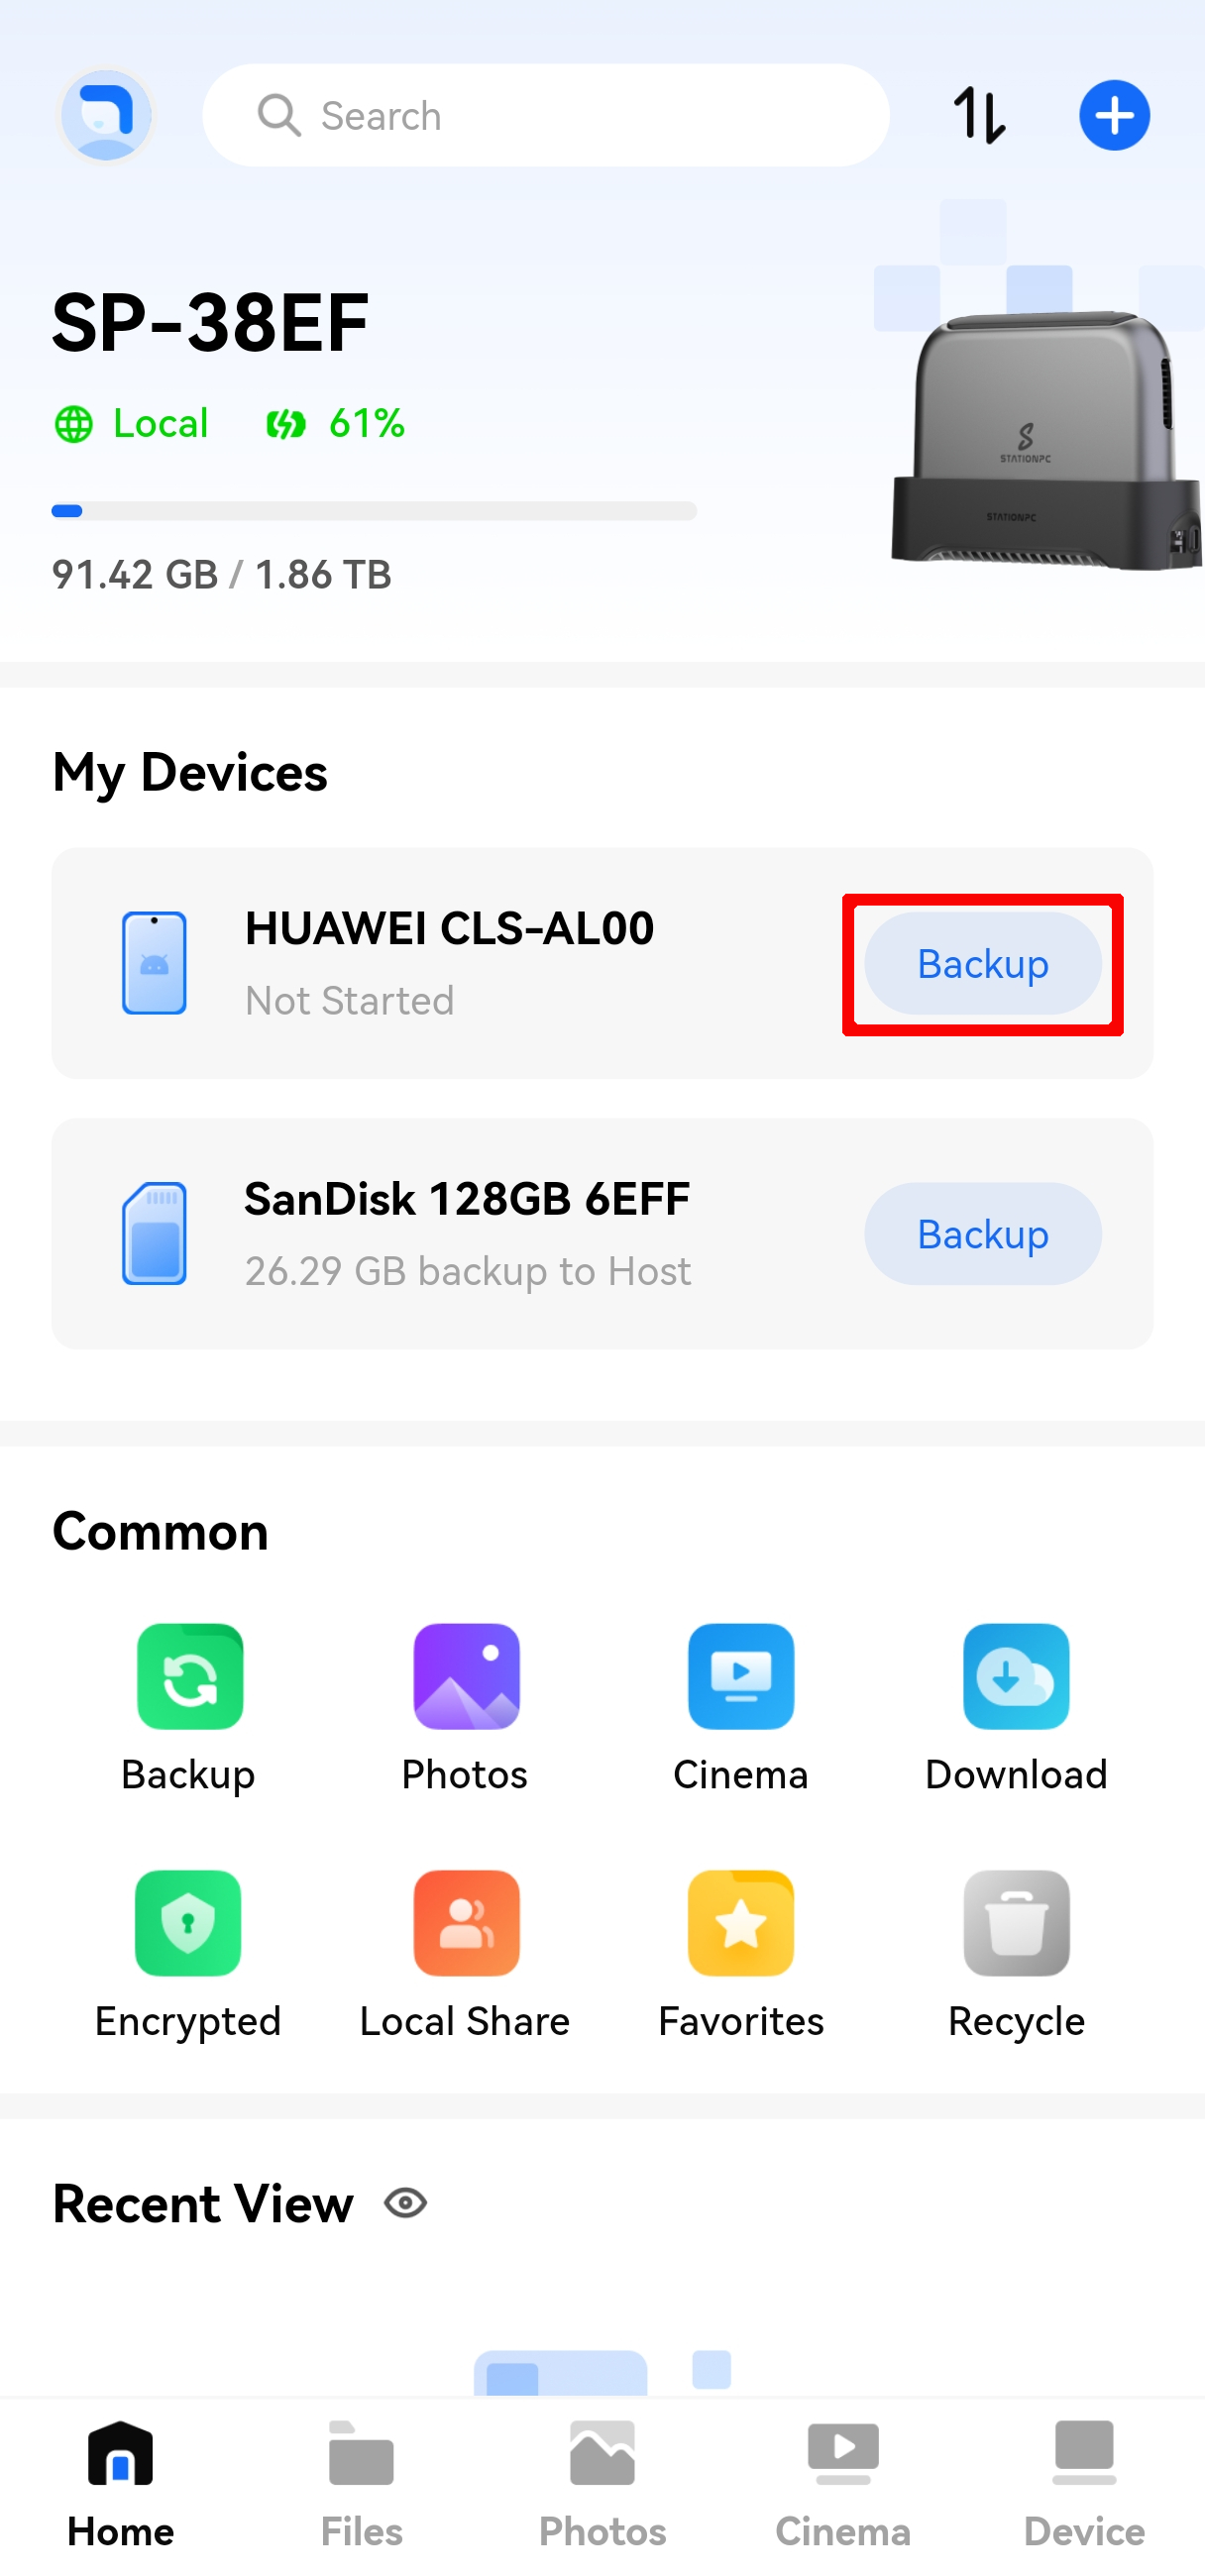 Search
SP-38EF
Local 61%
STATIONPC
STATIONPC
91.42 GB / 1.86 TB
My Devices
HUAWEI CLS-AL00
Not Started
Backup
SanDisk 128GB 6EFF
26.29 GB backup to Host
Backup
Common
Backup Photos Cinema Download
Encrypted Local Share Favorites Recycle
Recent View
Home Files Photos Cinema Device